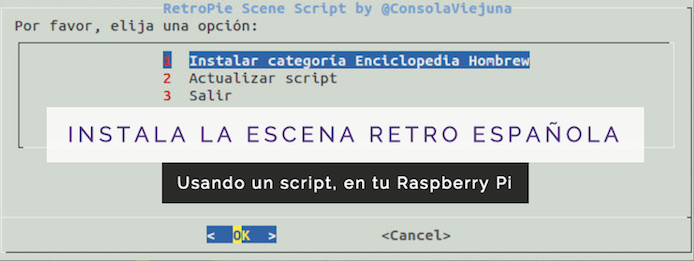 RetroPie Scene Script by @ConsolaViejuna
Por favor, elija una opción:
1 Instalar categoría Enciclopedia Hombrew
2 Actualizar script
3 Salir
INSTALA LA ESCENA RETRO ESPAÑOLA
Usando un script, en tu Raspberry Pi
< OK > <Cancel>